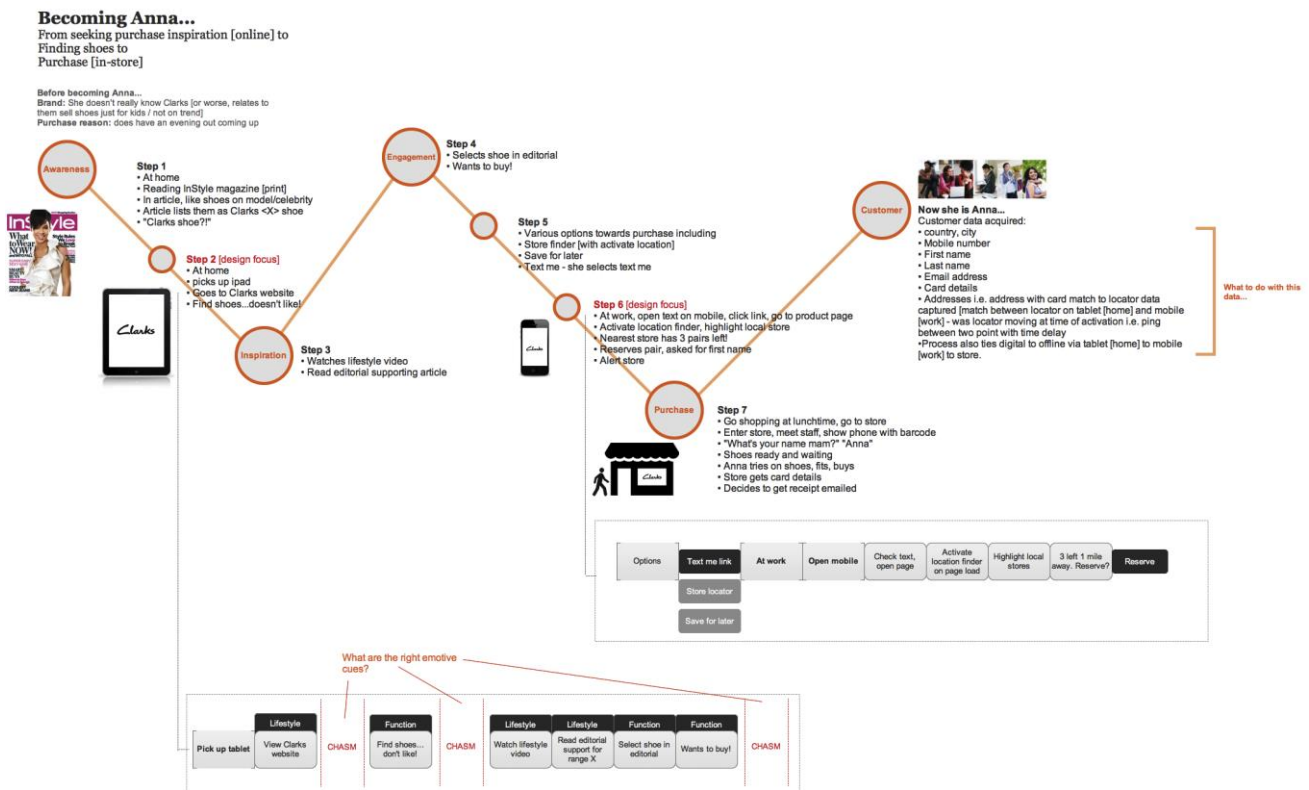 Becoming Anna...
From seeking purchase inspiration [online] to
Finding shoes to
Purchase [in-store]
Before becoming Anna...
Brand: She doesn't really know Clarks [or worse, relates to
them sell shoes just for kids / not on trend]
Purchase reason: does have an evening out coming up
Awareness
Step 1
• At home
• Reading InStyle magazine [print]
• In article, like shoes on model/celebrity
• Article lists them as Clarks <X> shoe
• "Clarks shoe?!"
InStyle
What
to Wear
NOW!
Step 2 [design focus]
• At home
• picks up ipad
• Goes to Clarks website
• Find shoes...doesn't like!
Clarks
Inspiration
Step 3
• Watches lifestyle video
• Read editorial supporting article
Engagement
Step 4
• Selects shoe in editorial
• Wants to buy!
Step 5
• Various options towards purchase including
• Store finder [with activate location]
• Save for later
• Text me - she selects text me
Step 6 [design focus]
• At work, open text on mobile, click link, go to product page
• Activate location finder, highlight local store
• Nearest store has 3 pairs left!
• Reserves pair, asked for first name
• Alert store
Clarks
Purchase
Step 7
• Go shopping at lunchtime, go to store
• Enter store, meet staff, show phone with barcode
• "What's your name mam?" "Anna"
• Shoes ready and waiting
• Anna tries on shoes, fits, buys
• Store gets card details
• Decides to get receipt emailed
Clarks
Customer
Now she is Anna...
Customer data acquired:
• country, city
• Mobile number
• First name
• Last name
• Email address
• Card details
• Addresses i.e. address with card match to locator data
captured [match between locator on tablet [home] and mobile
[work] - was locator moving at time of activation i.e. ping
between two point with time delay
•Process also ties digital to offline via tablet [home] to mobile
[work] to store.
What to do with this
data...
Options
Text me link
Store locator
Save for later
At work
Open mobile
Check text,
open page
Activate
location finder
on page load
Highlight local
stores
3 left 1 mile
away. Reserve?
Reserve
What are the right emotive
cues?
Pick up tablet
Lifestyle
View Clarks
website
CHASM
Function
Find shoes...
don't like!
CHASM
Lifestyle
Watch lifestyle
video
Lifestyle
Read editorial
support for
range X
Function
Select shoe in
editorial
Function
Wants to buy!
CHASM